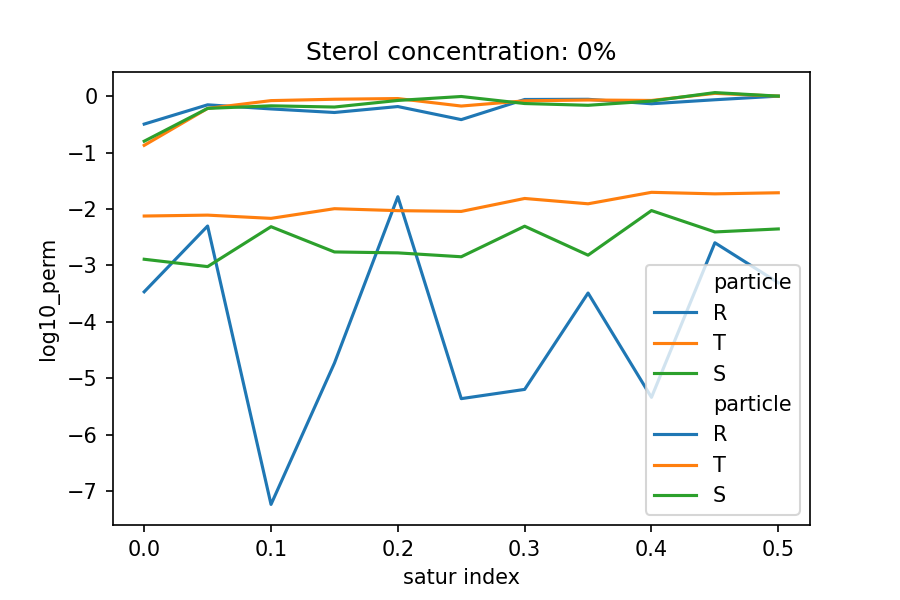 Sterol concentration: 0%
log10_perm
0
−1
−2
−3
−4
−5
−6
−7
particle
R
T
S
particle
R
T
S
0.0 0.1 0.2 0.3 0.4 0.5
satur index